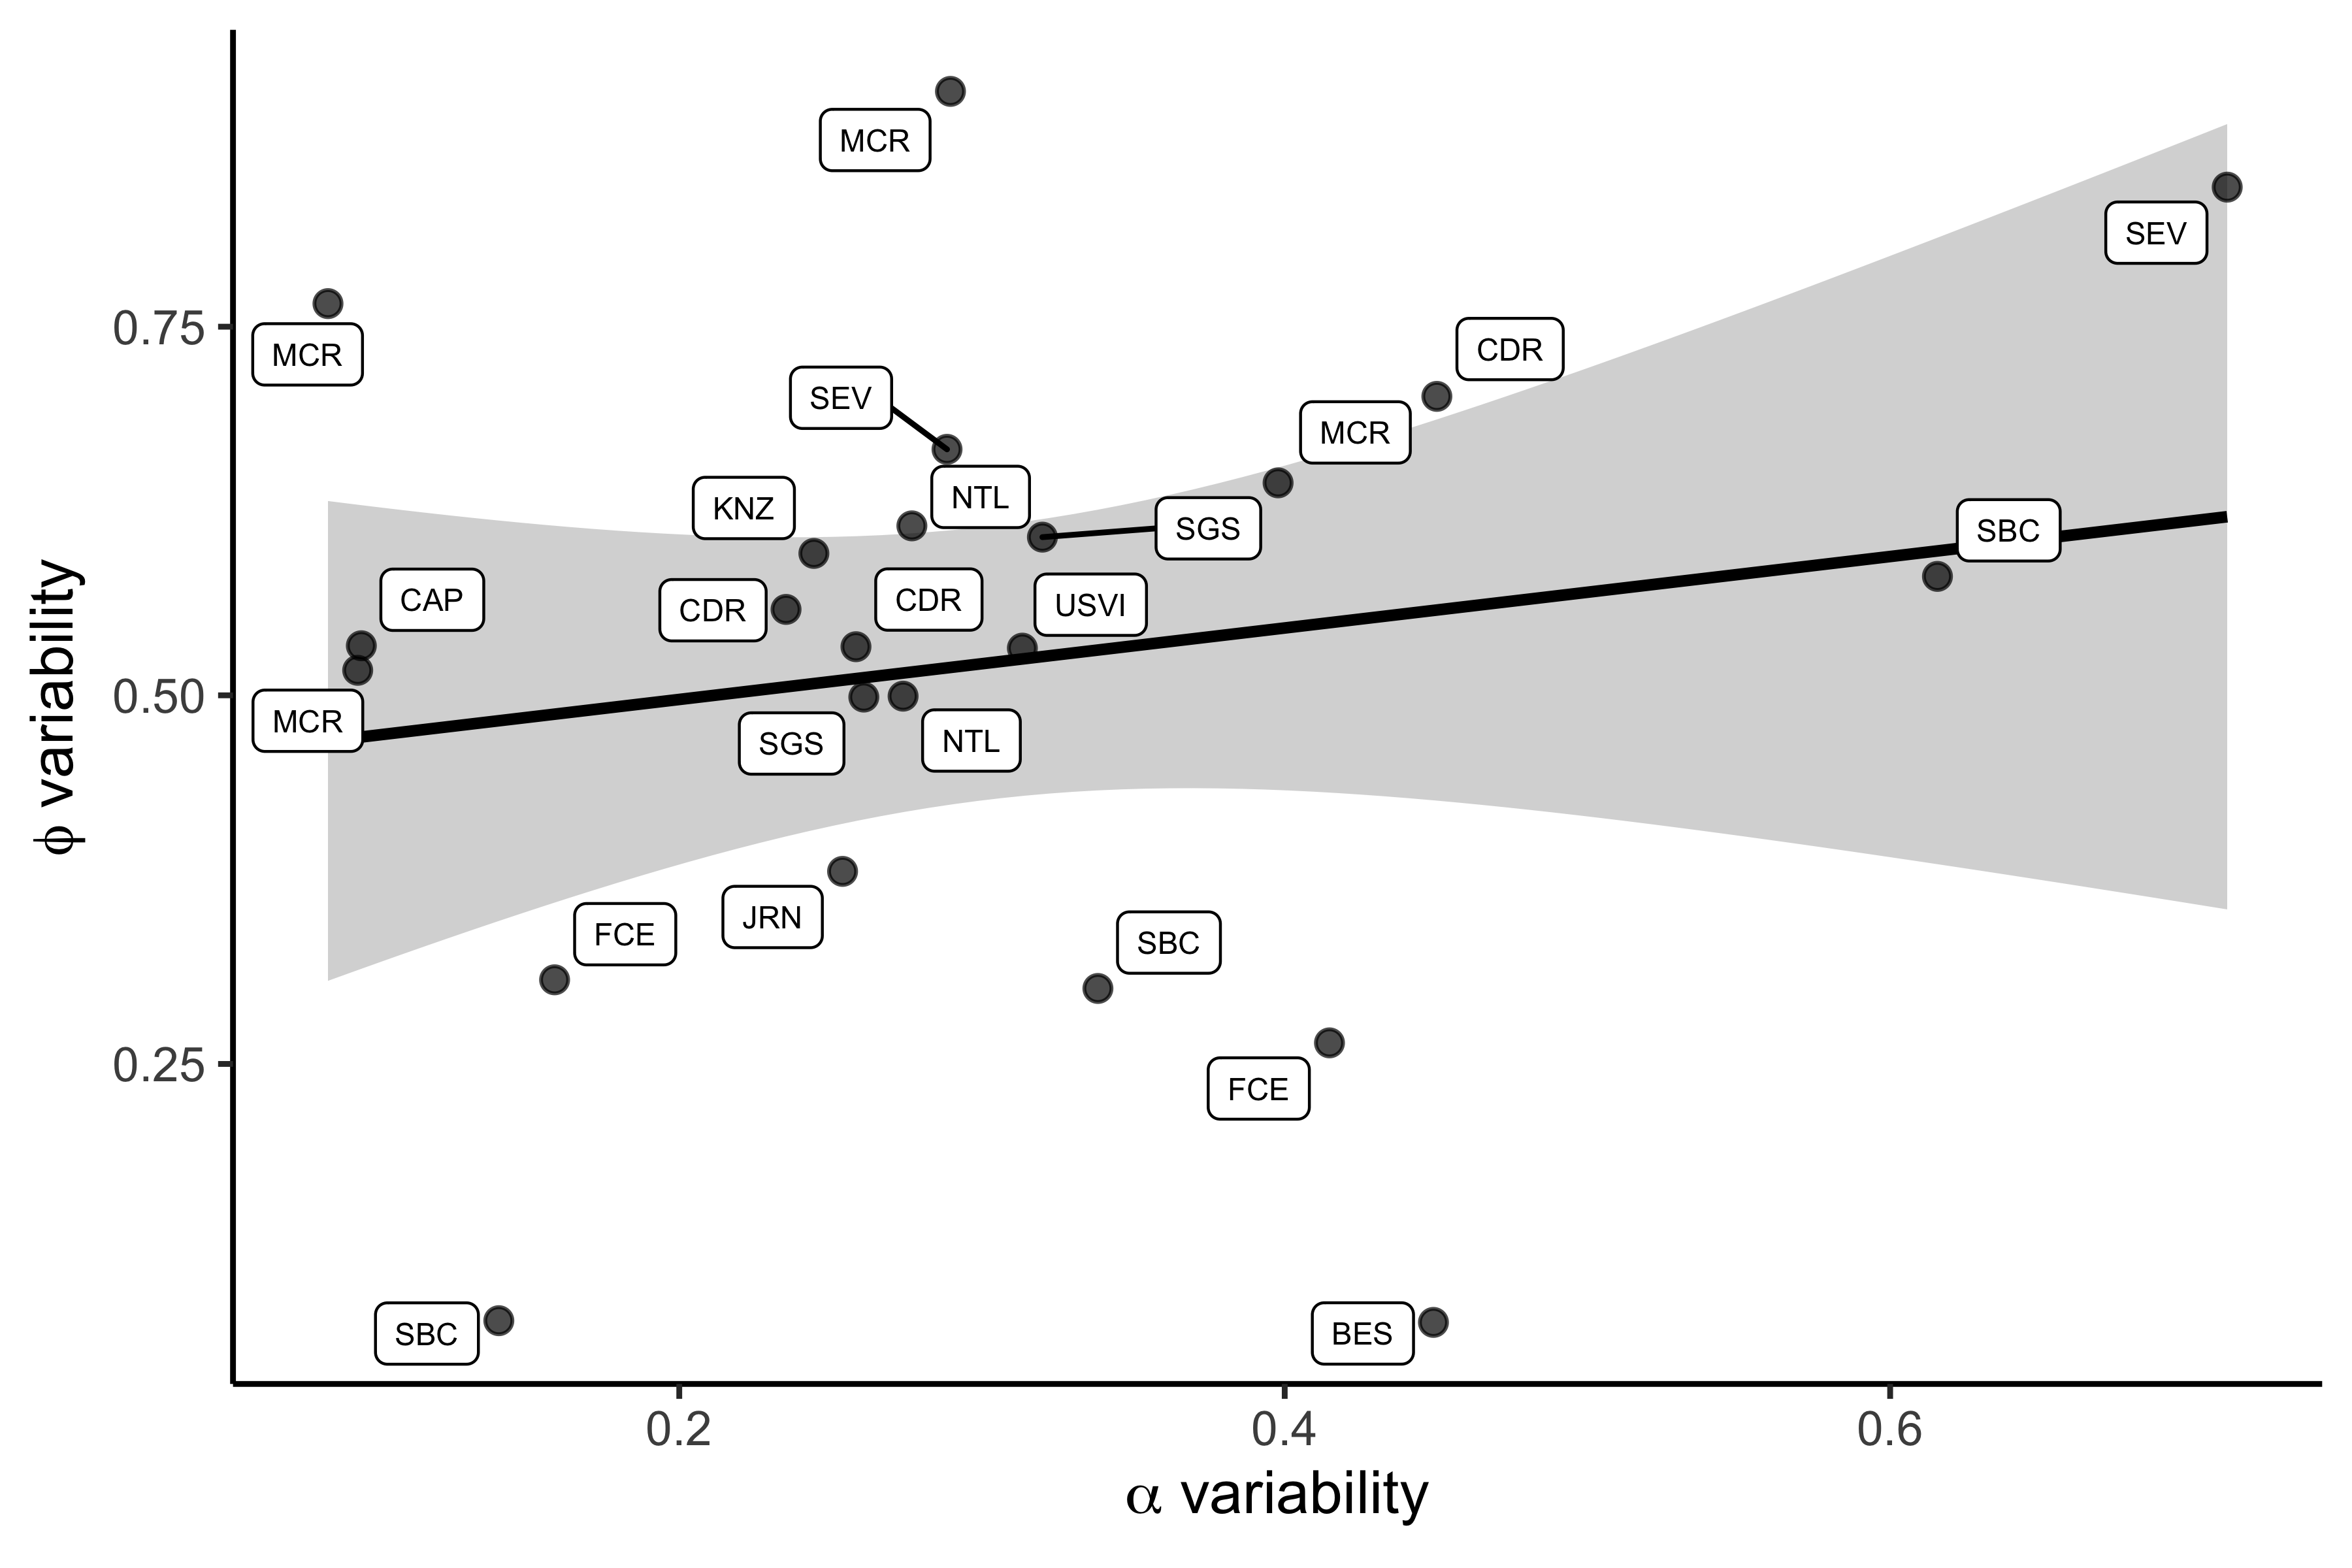 MCR
SEV
MCR
CDR
SEV
MCR
KNZ
NTL
SGS
SBC
CAP
CDR
CDR
USVI
MCR
SGS
NTL
FCE
JRN
SBC
FCE
SBC
BES
0.75
0.50
0.25
0.2
0.4
0.6
α variability
ϕ variability